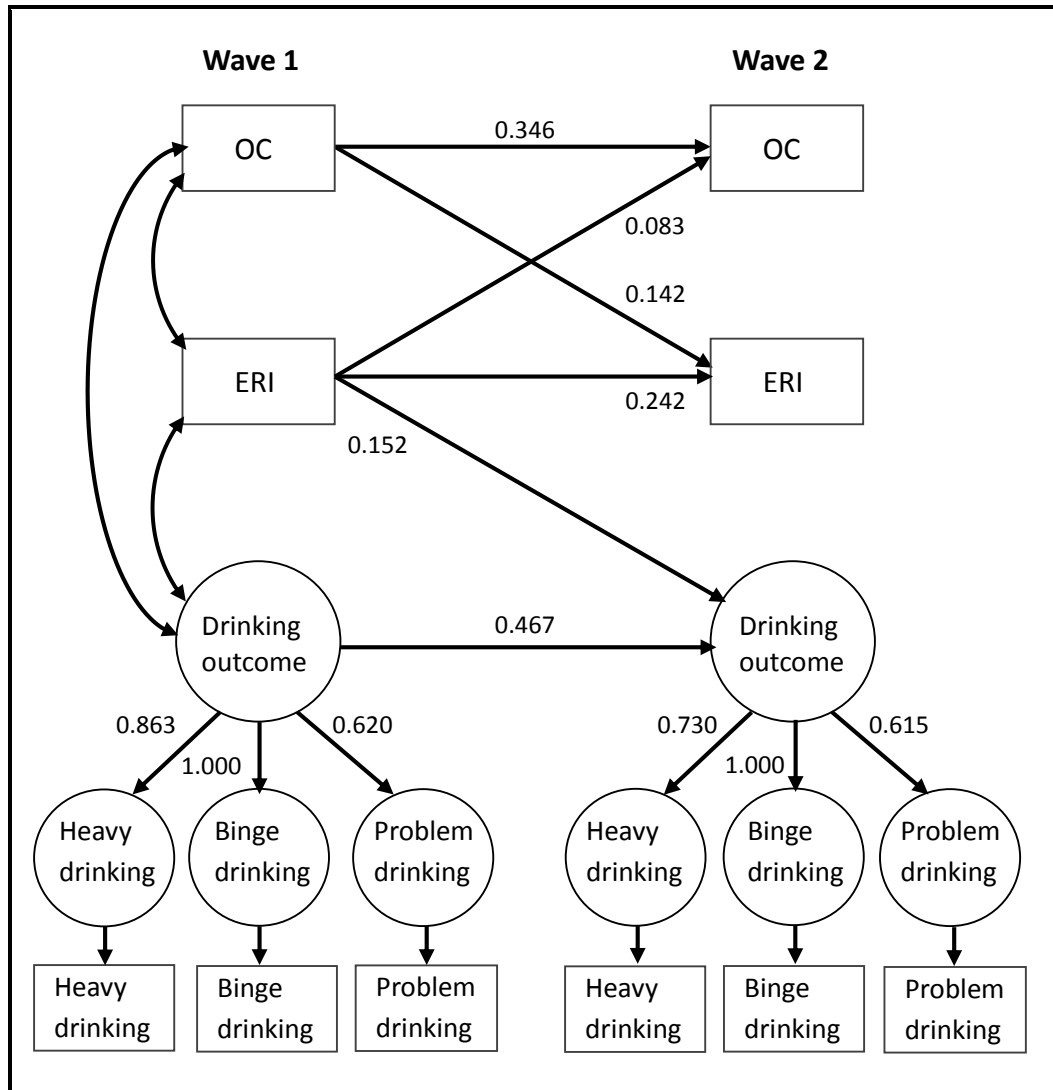 Wave 1
Wave 2
OC
0.346
OC
0.083
0.142
ERI
ERI
0.242
0.152
Drinking
outcome
0.467
Drinking
outcome
0.863
1.000
0.620
0.730
1.000
0.615
Heavy
drinking
Binge
drinking
Problem
drinking
Heavy
drinking
Binge
drinking
Problem
drinking
Heavy
drinking
Binge
drinking
Problem
drinking
Heavy
drinking
Binge
drinking
Problem
drinking